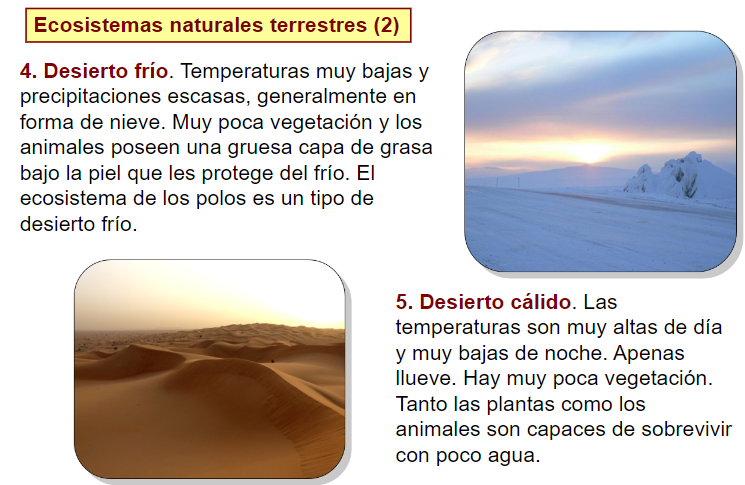 Ecosistemas naturales terrestres (2)
4. Desierto frío. Temperaturas muy bajas y
precipitaciones escasas, generalmente en
forma de nieve. Muy poca vegetación y los
animales poseen una gruesa capa de grasa
bajo la piel que les protege del frío. El
ecosistema de los polos es un tipo de
desierto frío.
5. Desierto cálido. Las
temperaturas son muy altas de día
y muy bajas de noche. Apenas
llueve. Hay muy poca vegetación.
Tanto las plantas como los
animales son capaces de sobrevivir
con poco agua.